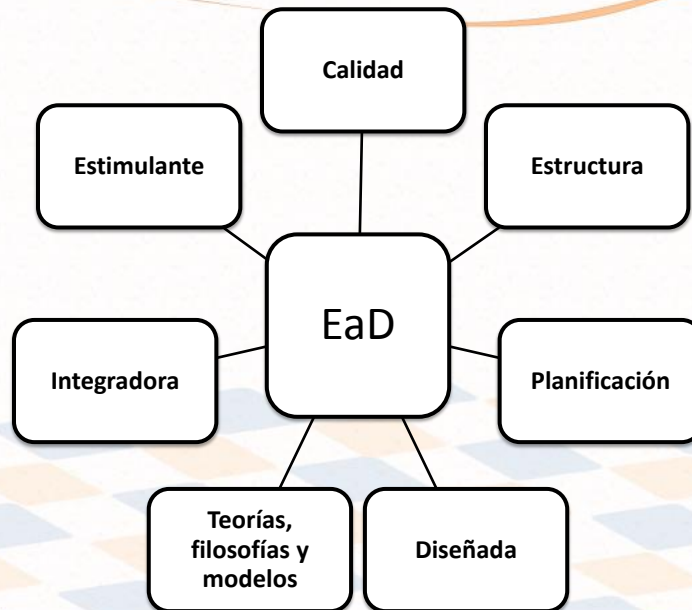 Calidad
Estimulante
Estructura
EaD
Integradora
Planificación
Teorías,
filosofías y
modelos
Diseñada